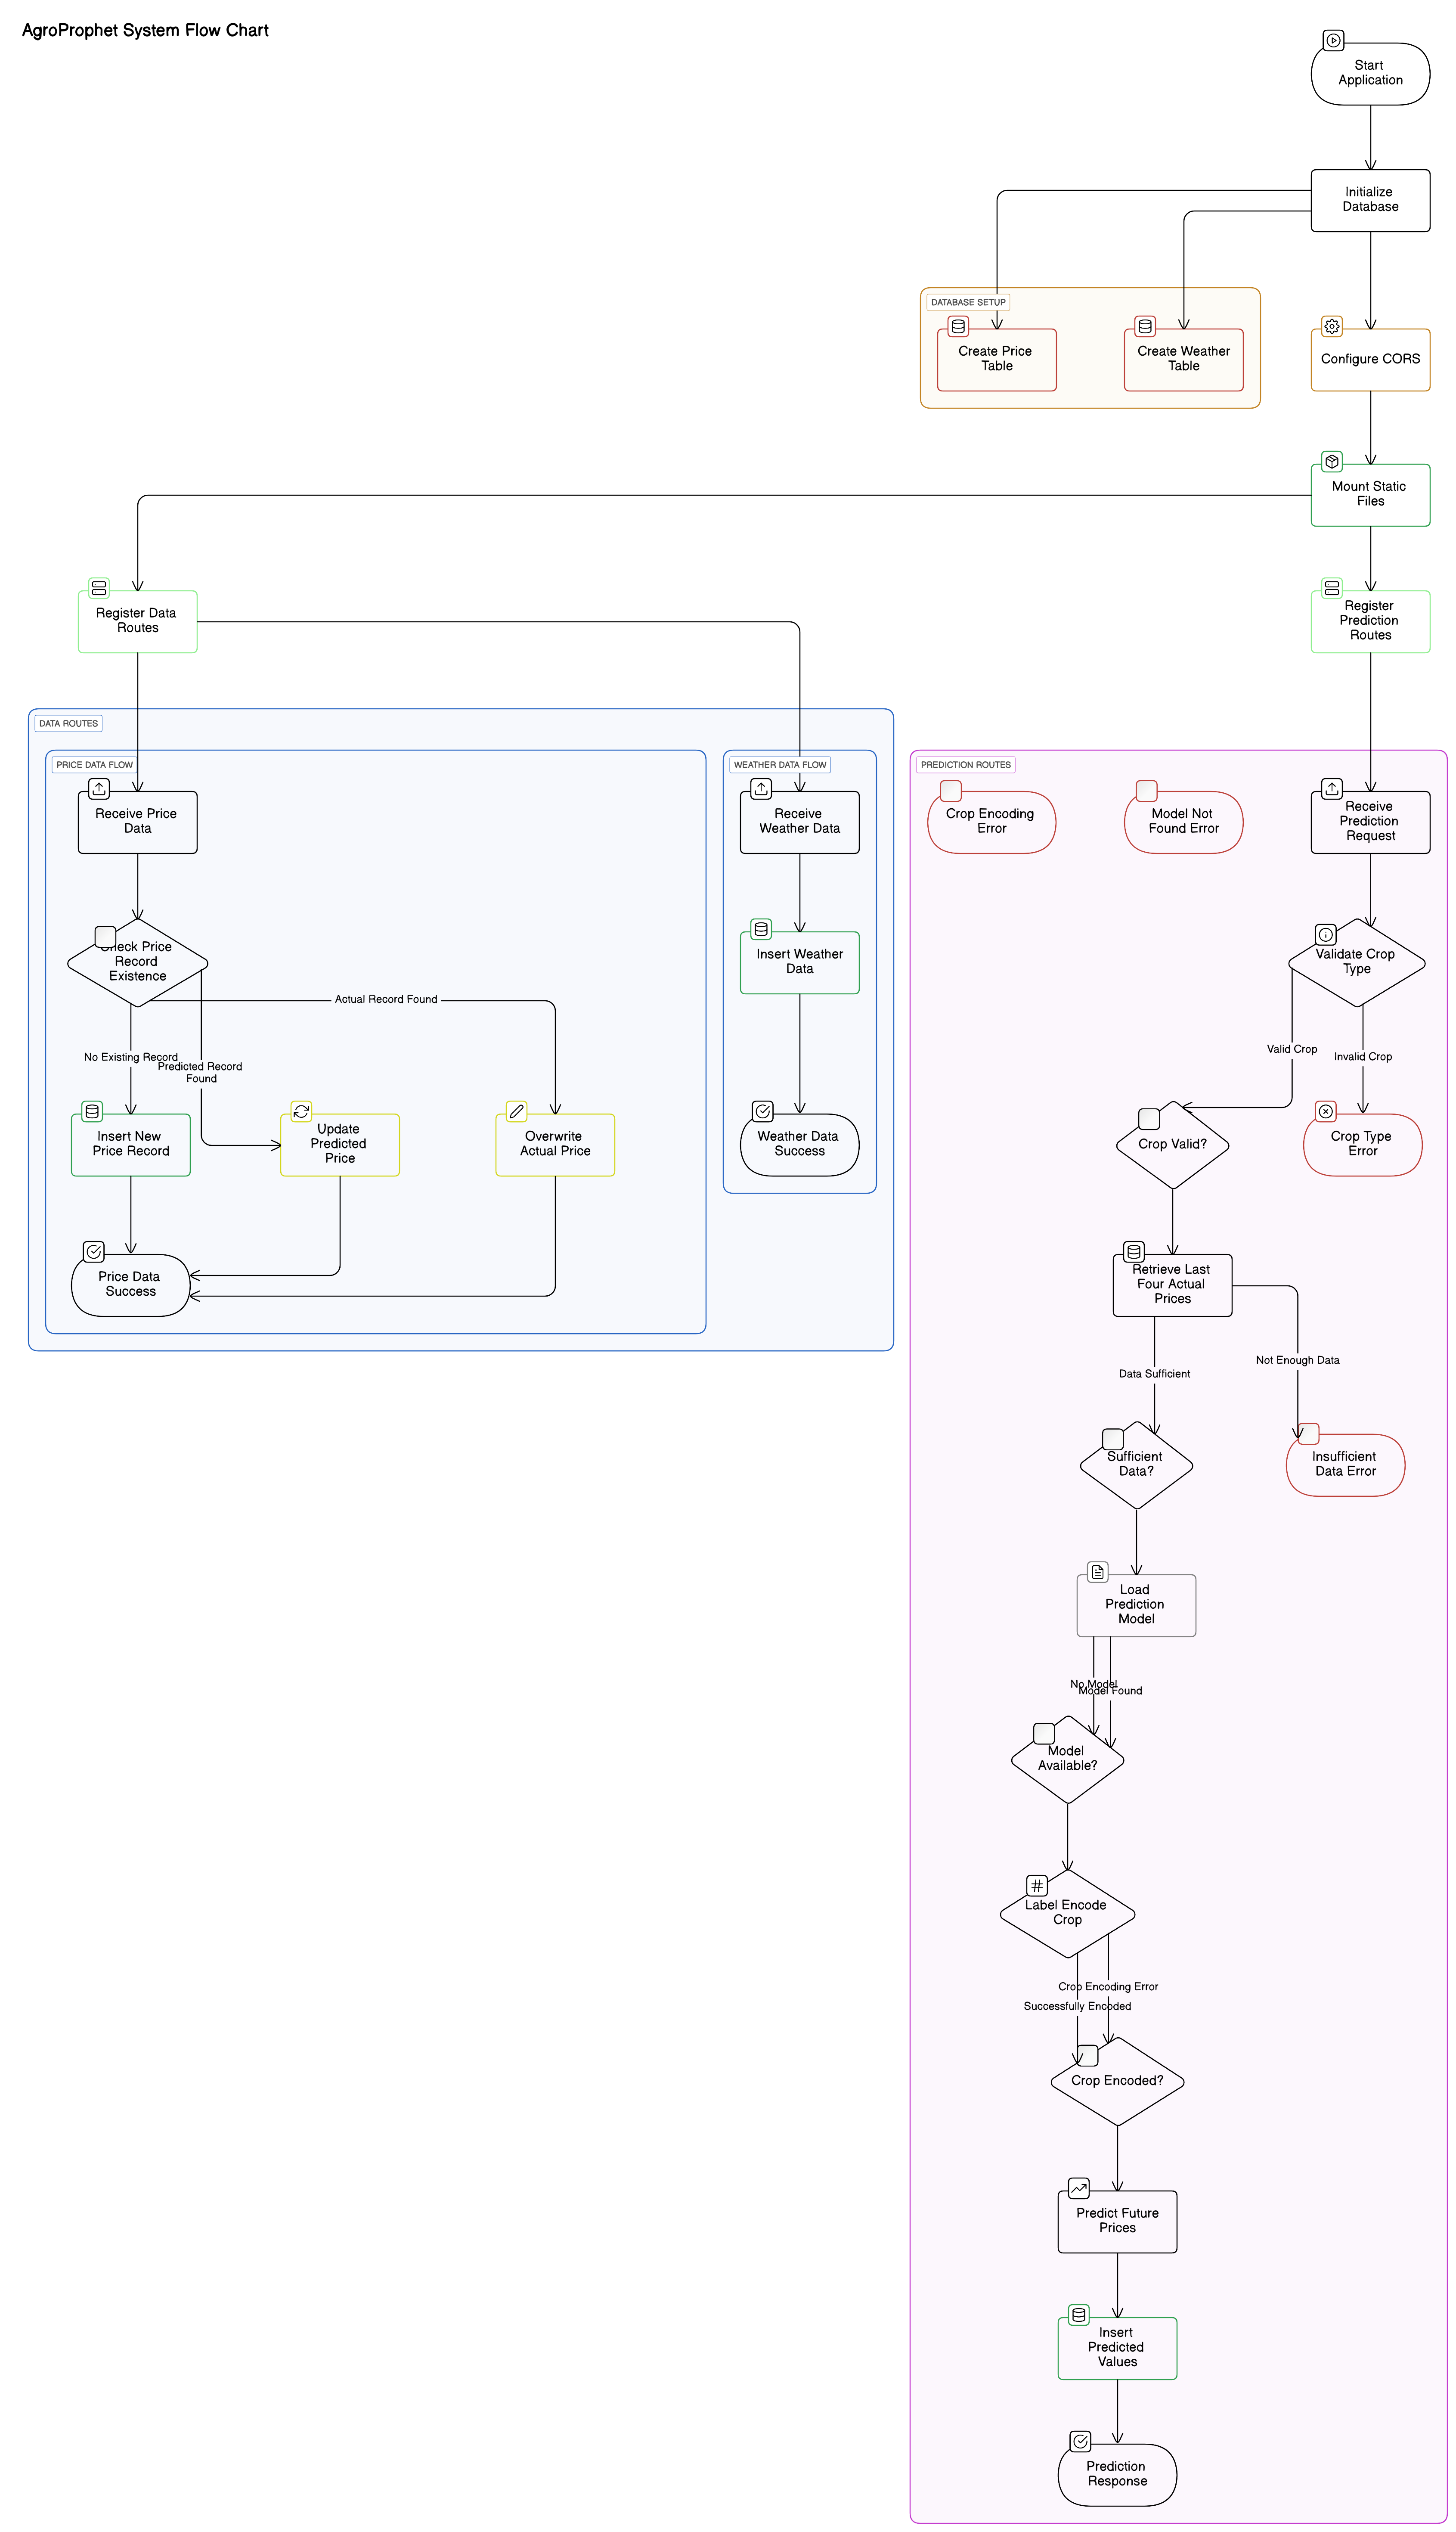 AgroProphet System Flow Chart
Start
Application
Initialize
Database
DATABASE SETUP
Create Price
Table
Create Weather
Table
Configure CORS
Mount Static
Files
Register Data
Routes
Register
Prediction
Routes
DATA ROUTES
PRICE DATA FLOW
Receive Price
Data
Check Price
Record
Existence
Actual Record Found
No Existing Record
Predicted Record
Found
Insert New
Price Record
Update
Predicted
Price
Overwrite
Actual Price
Price Data
Success
WEATHER DATA FLOW
Receive
Weather Data
Insert Weather
Data
Weather Data
Success
PREDICTION ROUTES
Crop Encoding
Error
Model Not
Found Error
Receive
Prediction
Request
Validate Crop
Type
Valid Crop
Invalid Crop
Crop Valid?
Crop Type
Error
Retrieve Last
Four Actual
Prices
Not Enough Data
Data Sufficient
Sufficient
Data?
Insufficient
Data Error
Load
Prediction
Model
No Model
Model Found
Model
Available?
Label Encode
Crop
Crop Encoding Error
Successfully Encoded
Crop Encoded?
Predict Future
Prices
Insert
Predicted
Values
Prediction
Response